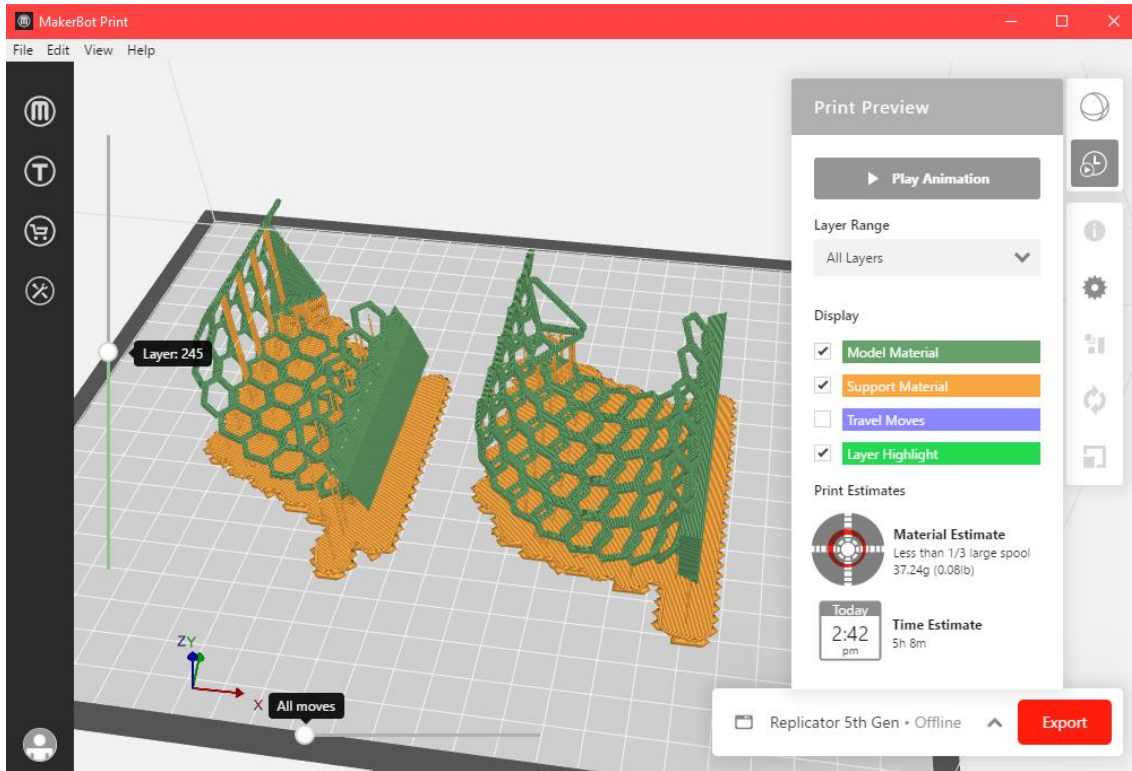 MakerBot Print
File Edit View Help
Print Preview
Play Animation
Layer Range
All Layers
Display
Model Material
Support Material
Travel Moves
Layer Highlight
Print Estimates
Material Estimate
Less than 1/3 large spool
37.24g (0.08lb)
Today
2:42
pm
Time Estimate
5h 8m
Layer: 245
Z Y
X
All moves
Replicator 5th Gen • Offline
Export